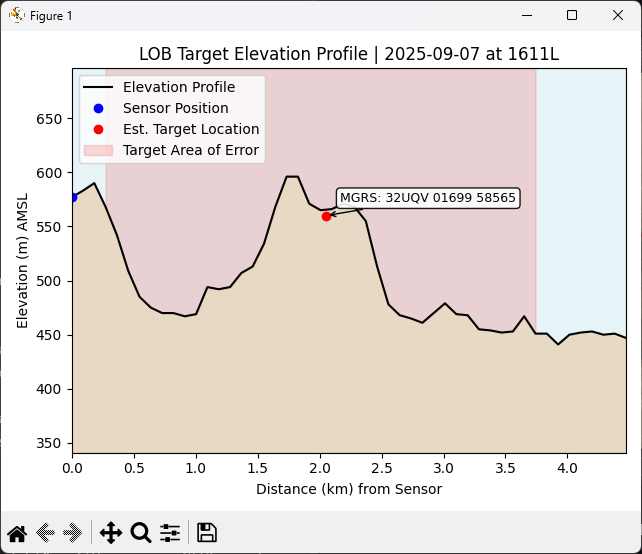 Figure 1
LOB Target Elevation Profile | 2025-09-07 at 1611L
Elevation Profile
Sensor Position
Est. Target Location
Target Area of Error
MGRS: 32UQV 01699 58565
Elevation (m) AMSL
650
600
550
500
450
400
350
0.0 0.5 1.0 1.5 2.0 2.5 3.0 3.5 4.0
Distance (km) from Sensor